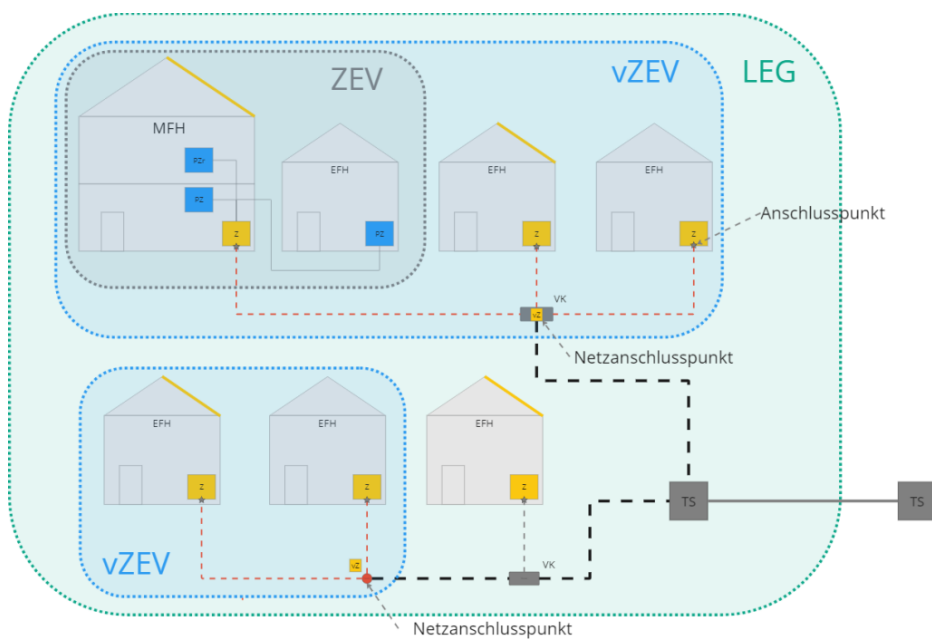 ZEV
vZEV
LEG
MFH
PZr
PZ
Z
EFH
PZ
EFH
Z
EFH
Z
Anschlusspunkt
VK
vZ
Netzanschlusspunkt
EFH
Z
EFH
Z
EFH
Z
TS
TS
vZEV
vZ
VK
Netzanschlusspunkt